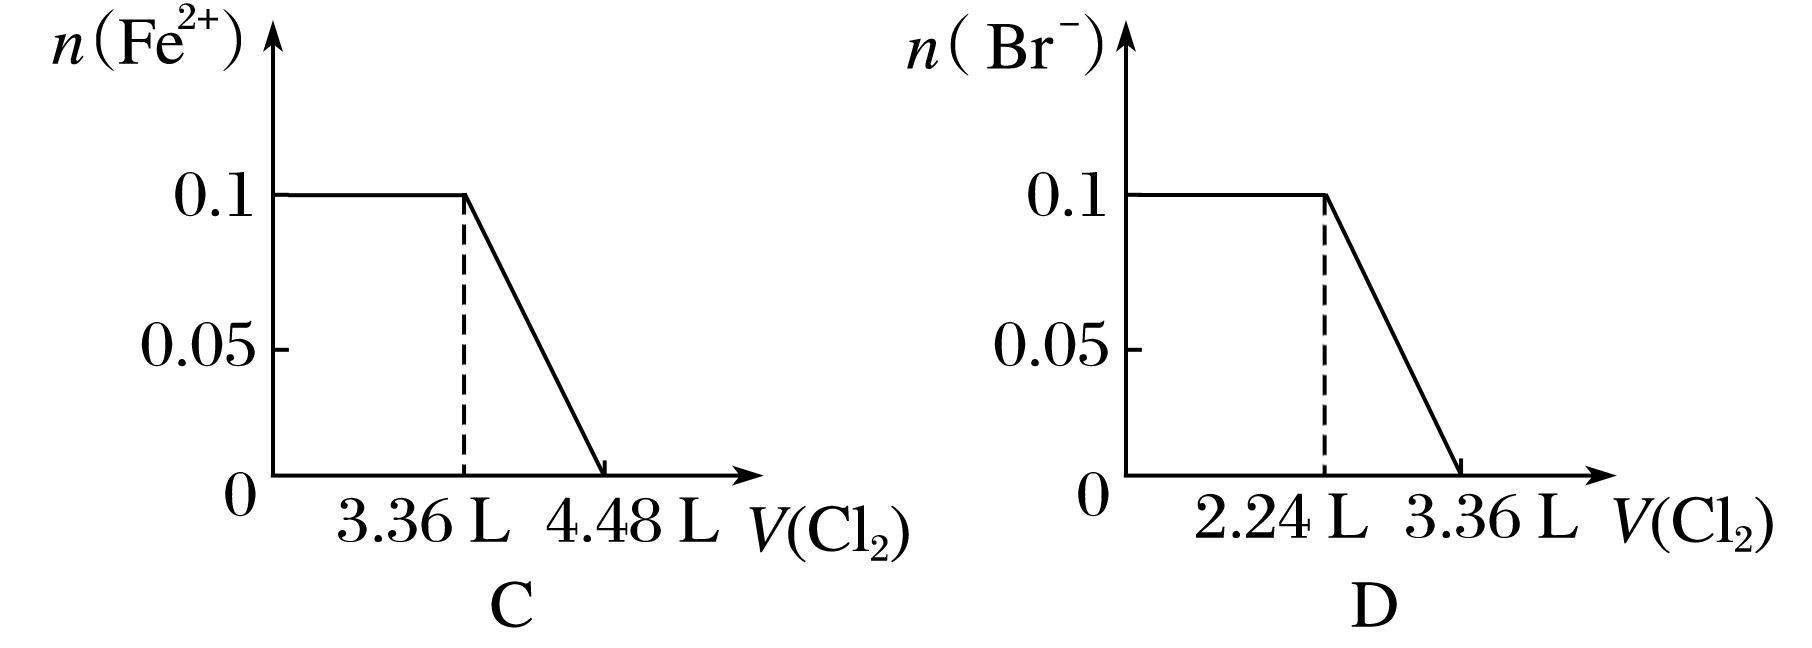 n(Fe²⁺)
0.1
0.05
0
3.36 L 4.48 L V(Cl₂)
C
n( Br⁻)
0.1
0.05
0
2.24 L 3.36 L V(Cl₂)
D